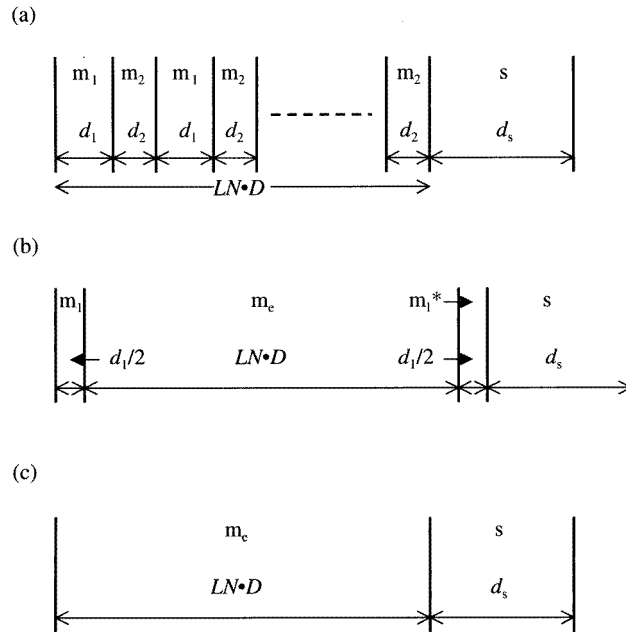 (a)
m₁ m₂ m₁ m₂ m₂ s
d₁ d₂ d₁ d₂ d₂ dₛ
LN•D
(b)
m₁ mₑ m₁* s
d₁/2 LN•D d₁/2 dₛ
(c)
mₑ s
LN•D dₛ